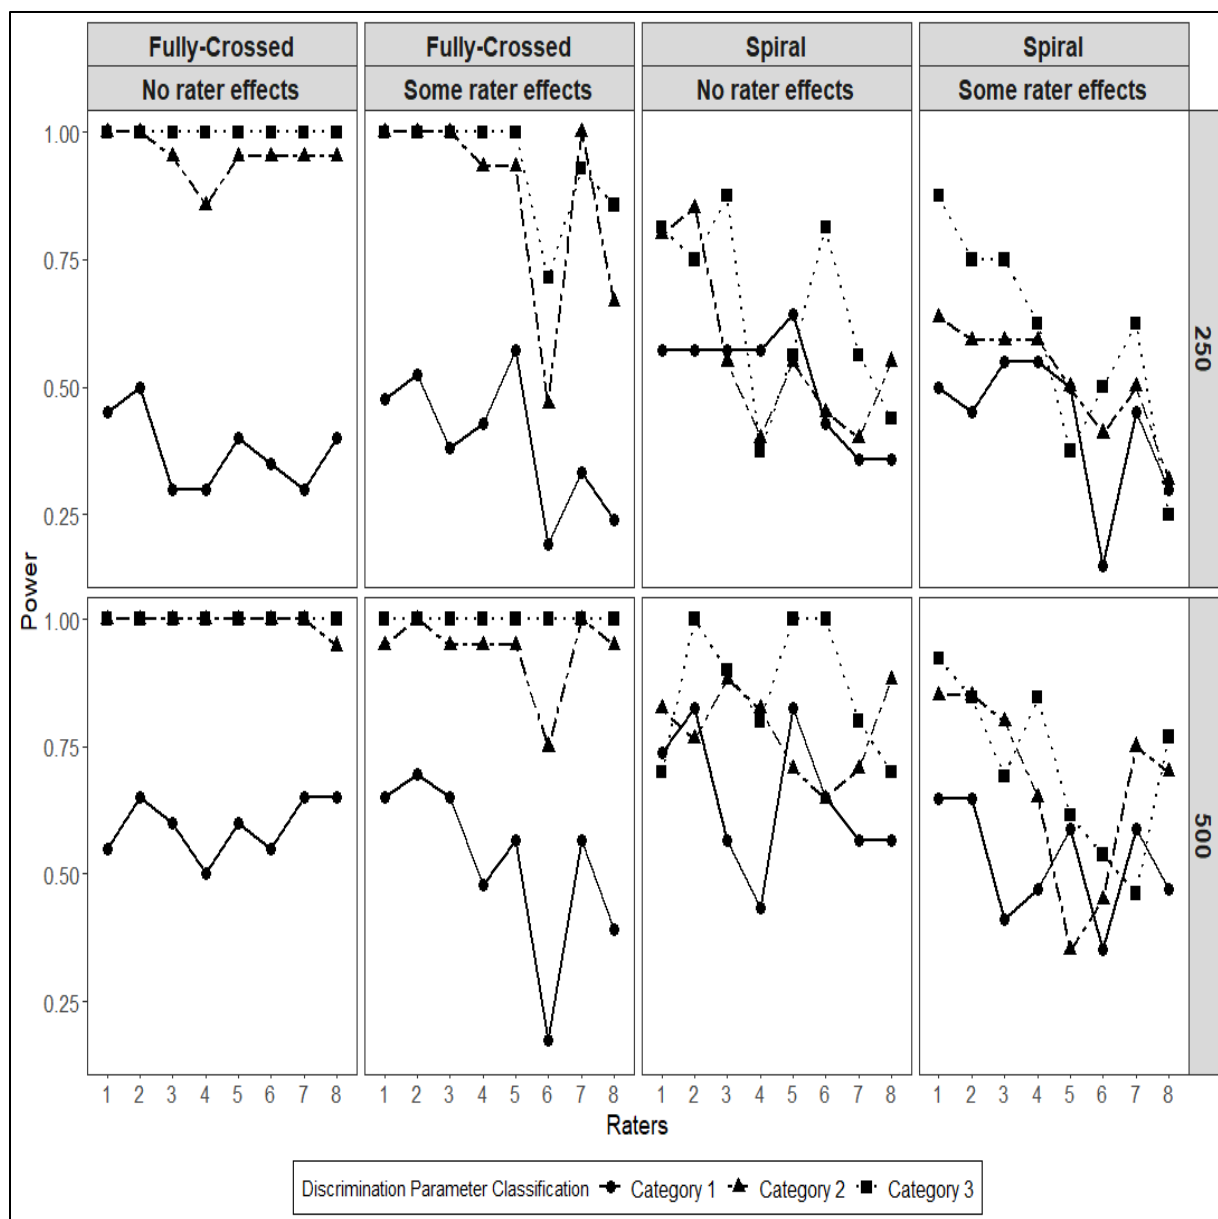 Fully-Crossed Fully-Crossed Spiral Spiral
No rater effects Some rater effects No rater effects Some rater effects
1.00
0.75
0.50
0.25
250
Power
1.00
0.75
0.50
0.25
500
1 2 3 4 5 6 7 8 1 2 3 4 5 6 7 8 1 2 3 4 5 6 7 8 1 2 3 4 5 6 7 8
Raters
Discrimination Parameter Classification Category 1 Category 2 Category 3